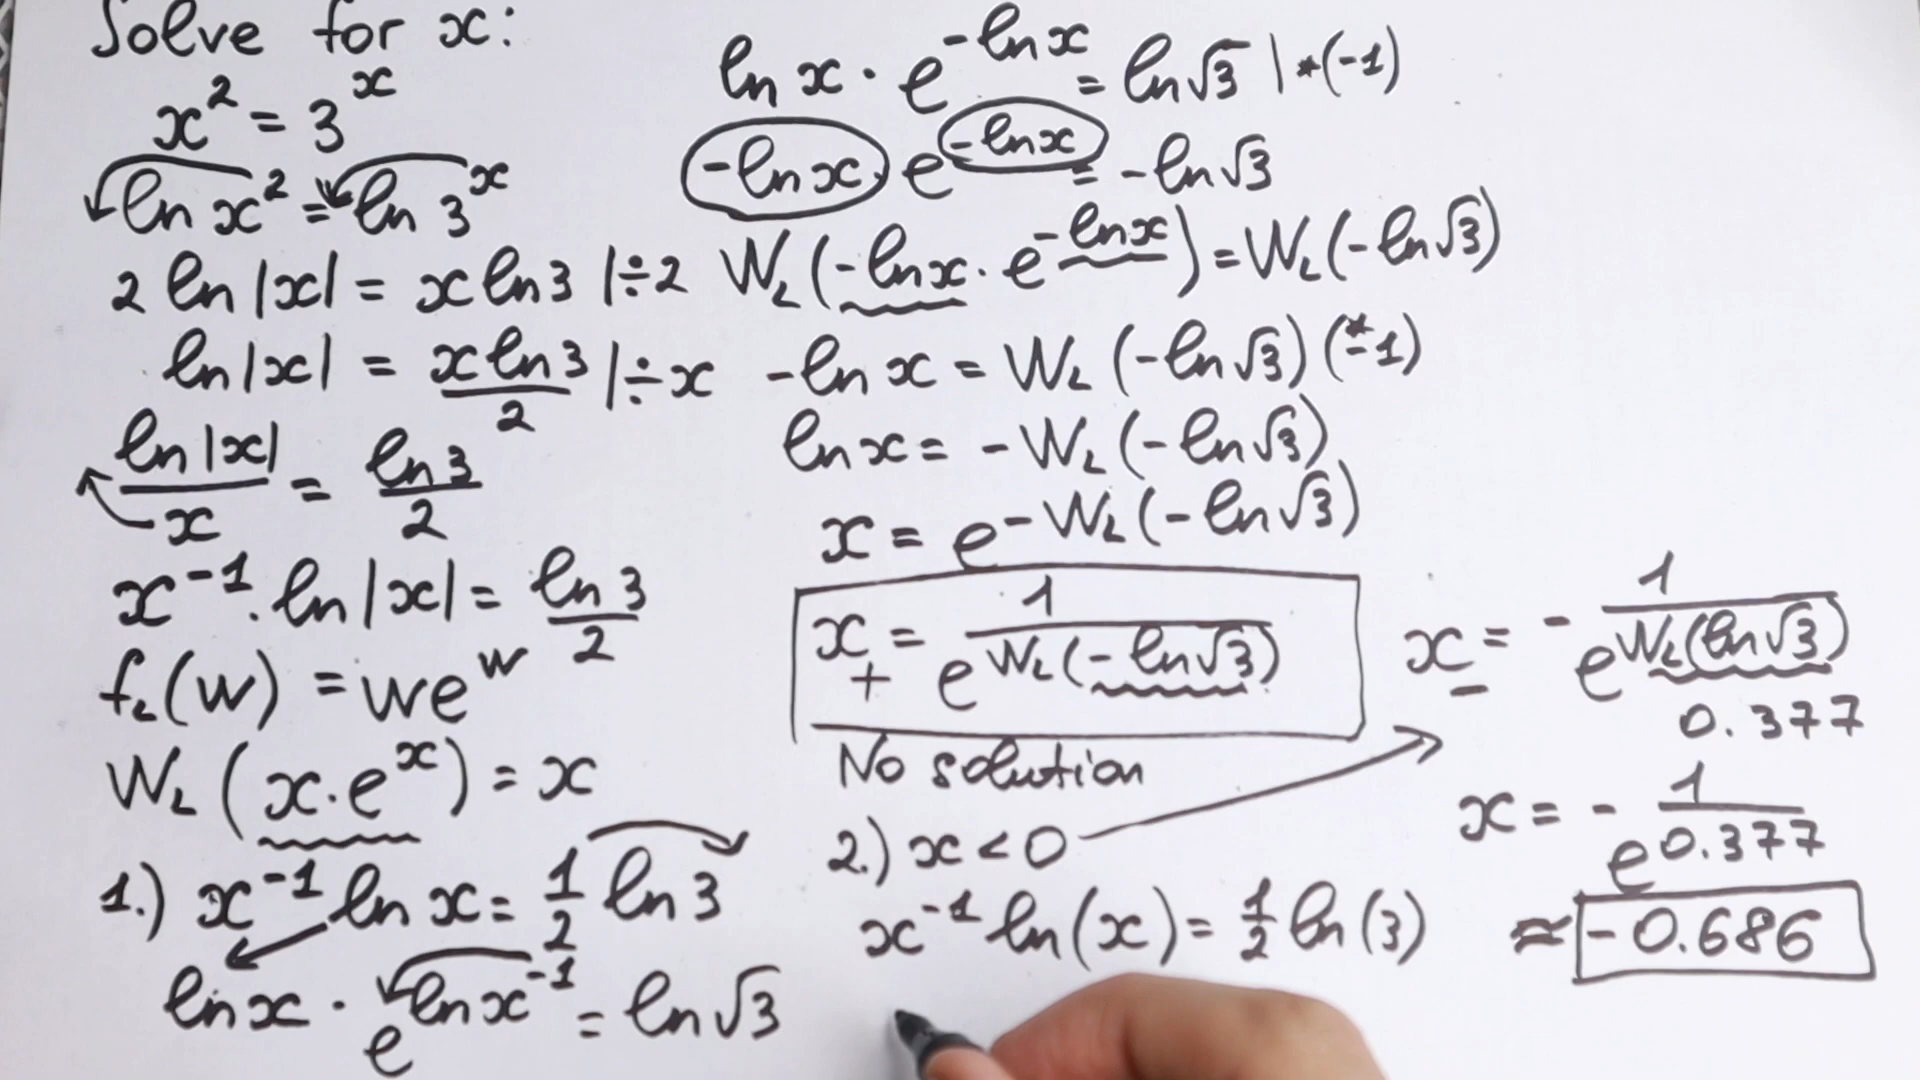 Solve for x:
x² = 3ˣ
ln x² = ln 3ˣ
2 ln |x| = x ln 3 | ÷ 2
ln |x| = x ln 3 / 2 | ÷ x
ln |x| / x = ln 3 / 2
x⁻¹ · ln |x| = ln 3 / 2
f_L(w) = we^w
W_L(x · eˣ) = x
1.) x⁻¹ ln x = 1/2 ln 3
ln x · e^(ln x⁻¹) = ln √3
ln x · e^(-ln x) = ln √3 | * (-1)
-ln x · e^(-ln x) = -ln √3
W_L(-ln x · e^(-ln x)) = W_L(-ln √3)
-ln x = W_L(-ln √3) (* -1)
ln x = -W_L(-ln √3)
x = e^(-W_L(-ln √3))
x₊ = 1 / e^(W_L(-ln √3))
No solution
2.) x < 0
x⁻¹ ln(x) = 1/2 ln(3)
x₋ = - 1 / e^(W_L(ln √3))
0.377
x = - 1 / e^0.377
≈ -0.686